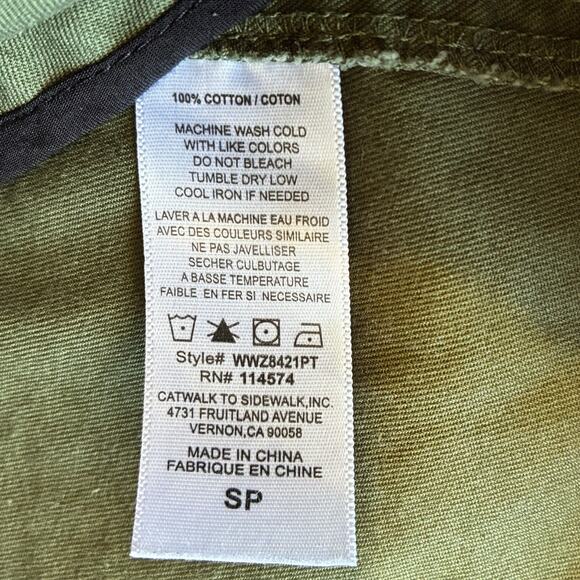 100% COTTON / COTON
MACHINE WASH COLD
WITH LIKE COLORS
DO NOT BLEACH
TUMBLE DRY LOW
COOL IRON IF NEEDED
LAVER A LA MACHINE EAU FROID
AVEC DES COULEURS SIMILAIRE
NE PAS JAVELLISER
SECHER CULBUTAGE
A BASSE TEMPERATURE
FAIBLE EN FER SI NECESSAIRE
Style# WWZ8421PT
RN# 114574
CATWALK TO SIDEWALK,INC.
4731 FRUITLAND AVENUE
VERNON,CA 90058
MADE IN CHINA
FABRIQUE EN CHINE
SP